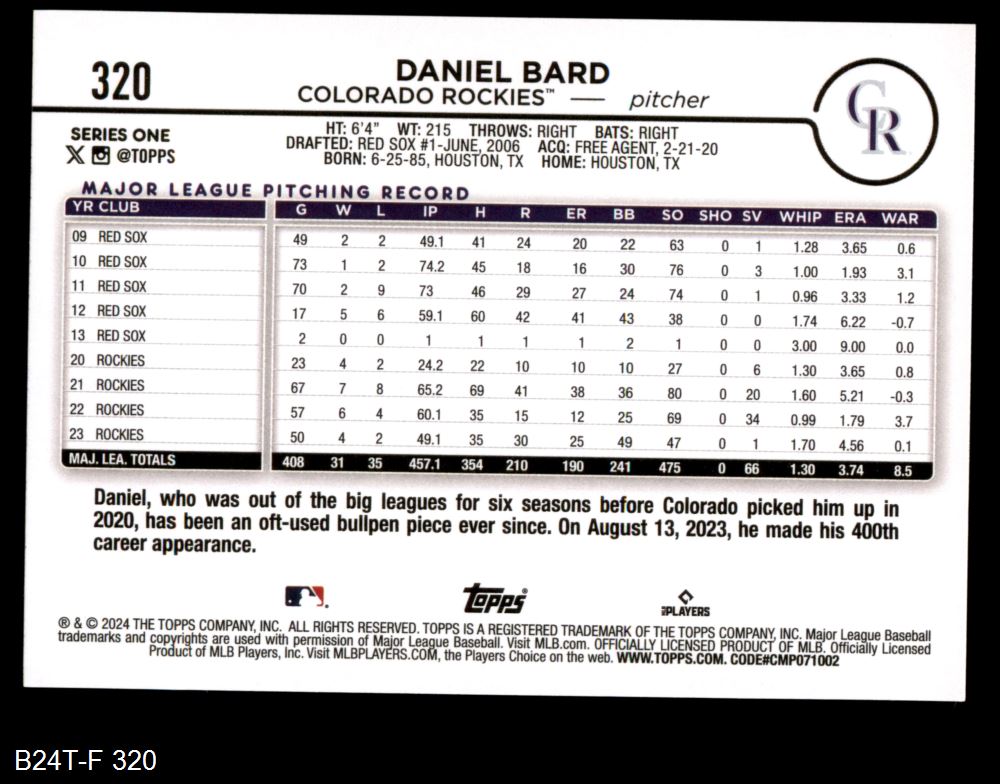 320
DANIEL BARD
COLORADO ROCKIES™ — pitcher
CR
SERIES ONE
X @TOPPS
HT: 6'4" WT: 215 THROWS: RIGHT BATS: RIGHT
DRAFTED: RED SOX #1-JUNE, 2006 ACQ: FREE AGENT, 2-21-20
BORN: 6-25-85, HOUSTON, TX HOME: HOUSTON, TX
MAJOR LEAGUE PITCHING RECORD
YR CLUB G W L IP H R ER BB SO SHO SV WHIP ERA WAR
09 RED SOX 49 2 2 49.1 41 24 20 22 63 0 1 1.28 3.65 0.6
10 RED SOX 73 1 2 74.2 45 18 16 30 76 0 3 1.00 1.93 3.1
11 RED SOX 70 2 9 73 46 29 27 24 74 0 1 0.96 3.33 1.2
12 RED SOX 17 5 6 59.1 60 42 41 43 38 0 0 1.74 6.22 -0.7
13 RED SOX 2 0 0 1 1 1 1 2 1 0 0 3.00 9.00 0.0
20 ROCKIES 23 4 2 24.2 22 10 10 10 27 0 6 1.30 3.65 0.8
21 ROCKIES 67 7 8 65.2 69 41 38 36 80 0 20 1.60 5.21 -0.3
22 ROCKIES 57 6 4 60.1 35 15 12 25 69 0 34 0.99 1.79 3.7
23 ROCKIES 50 4 2 49.1 35 30 25 49 47 0 1 1.70 4.56 0.1
MAJ. LEA. TOTALS 408 31 35 457.1 354 210 190 241 475 0 66 1.30 3.74 8.5
Daniel, who was out of the big leagues for six seasons before Colorado picked him up in
2020, has been an oft-used bullpen piece ever since. On August 13, 2023, he made his 400th
career appearance.
Topps®
PLAYERS
® & © 2024 THE TOPPS COMPANY, INC. ALL RIGHTS RESERVED. TOPPS IS A REGISTERED TRADEMARK OF THE TOPPS COMPANY, INC. Major League Baseball
trademarks and copyrights are used with permission of Major League Baseball. Visit MLB.com. OFFICIALLY LICENSED PRODUCT OF MLB. Officially Licensed
Product of MLB Players, Inc. Visit MLBPLAYERS.COM, the Players Choice on the web. WWW.TOPPS.COM. CODE#CMP071002
B24T-F 320